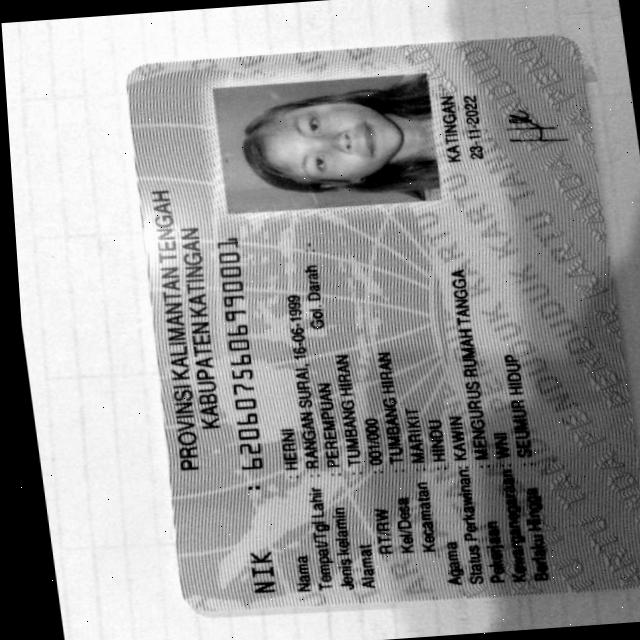 PROVINSI KALIMANTAN TENGAH
KABUPATEN KATINGAN
NIK : 6206075606990001
Nama : HERNI
Tempat/Tgl Lahir : RANGAN SURAI, 16-06-1999
Jenis kelamin : PEREMPUAN Gol. Darah : -
Alamat : TUMBANG HIRAN
RT/RW : 001/000
Kel/Desa : TUMBANG HIRAN
Kecamatan : MARIKIT
Agama : HINDU
Status Perkawinan: KAWIN
Pekerjaan : MENGURUS RUMAH TANGGA
Kewarganegaraan : WNI
Berlaku Hingga : SEUMUR HIDUP
KATINGAN
23-11-2022